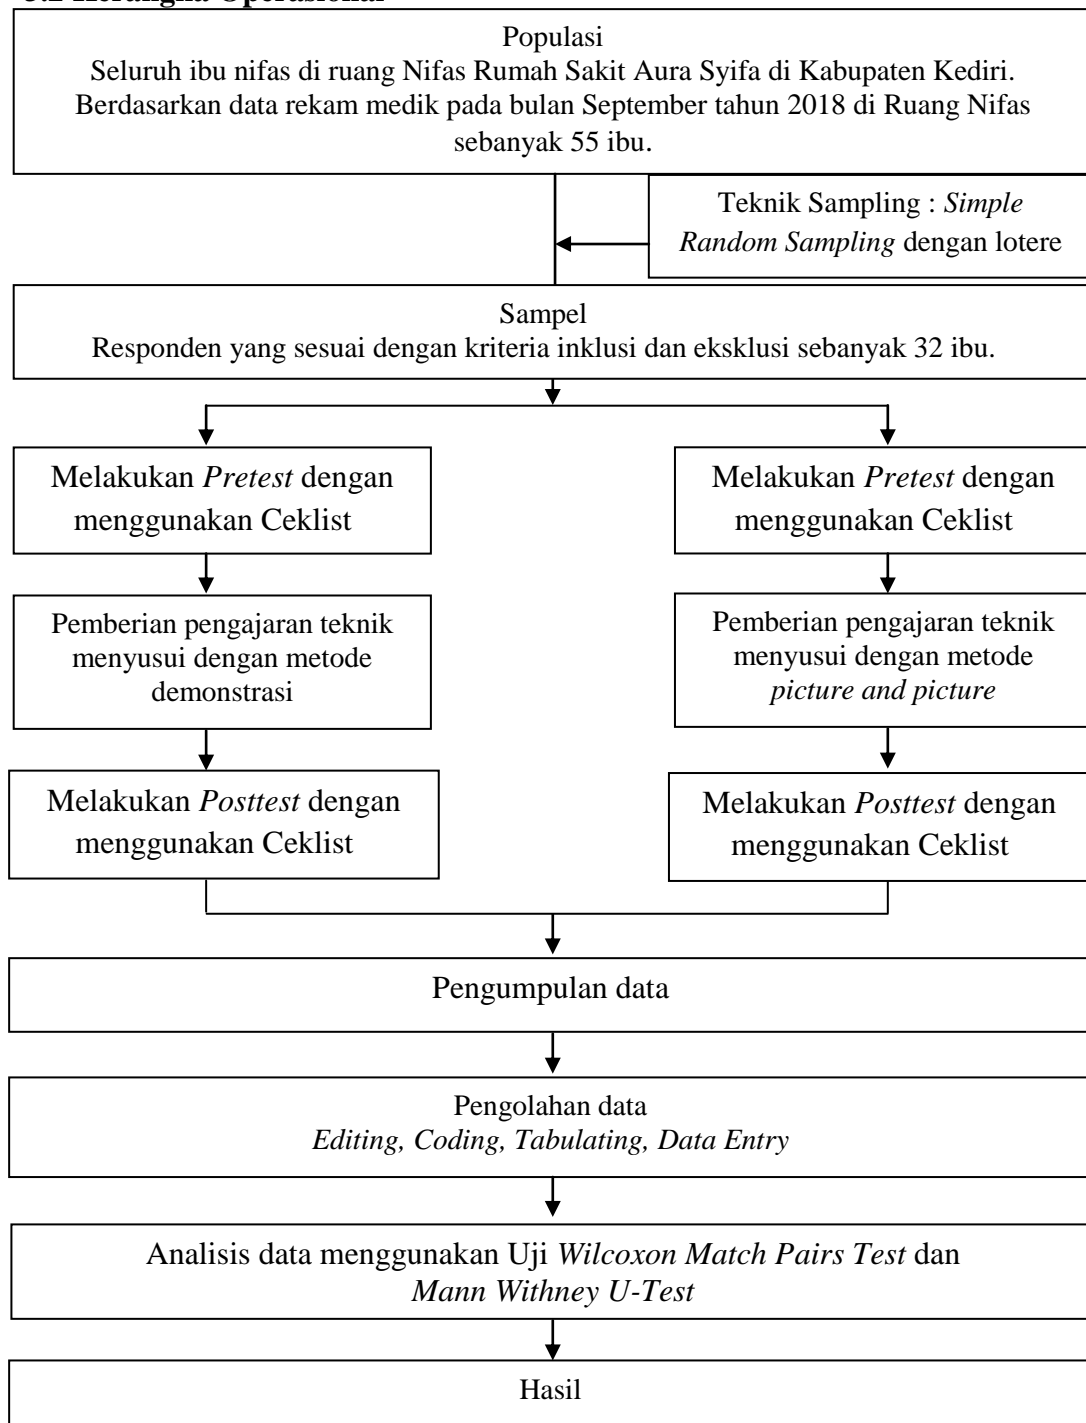 3.2 Kerangka Operasional
Populasi
Seluruh ibu nifas di ruang Nifas Rumah Sakit Aura Syifa di Kabupaten Kediri.
Berdasarkan data rekam medik pada bulan September tahun 2018 di Ruang Nifas
sebanyak 55 ibu.
Teknik Sampling : Simple
Random Sampling dengan lotere
Sampel
Responden yang sesuai dengan kriteria inklusi dan eksklusi sebanyak 32 ibu.
Melakukan Pretest dengan
menggunakan Ceklist
Melakukan Pretest dengan
menggunakan Ceklist
Pemberian pengajaran teknik
menyusui dengan metode
demonstrasi
Pemberian pengajaran teknik
menyusui dengan metode
picture and picture
Melakukan Posttest dengan
menggunakan Ceklist
Melakukan Posttest dengan
menggunakan Ceklist
Pengumpulan data
Pengolahan data
Editing, Coding, Tabulating, Data Entry
Analisis data menggunakan Uji Wilcoxon Match Pairs Test dan
Mann Withney U-Test
Hasil